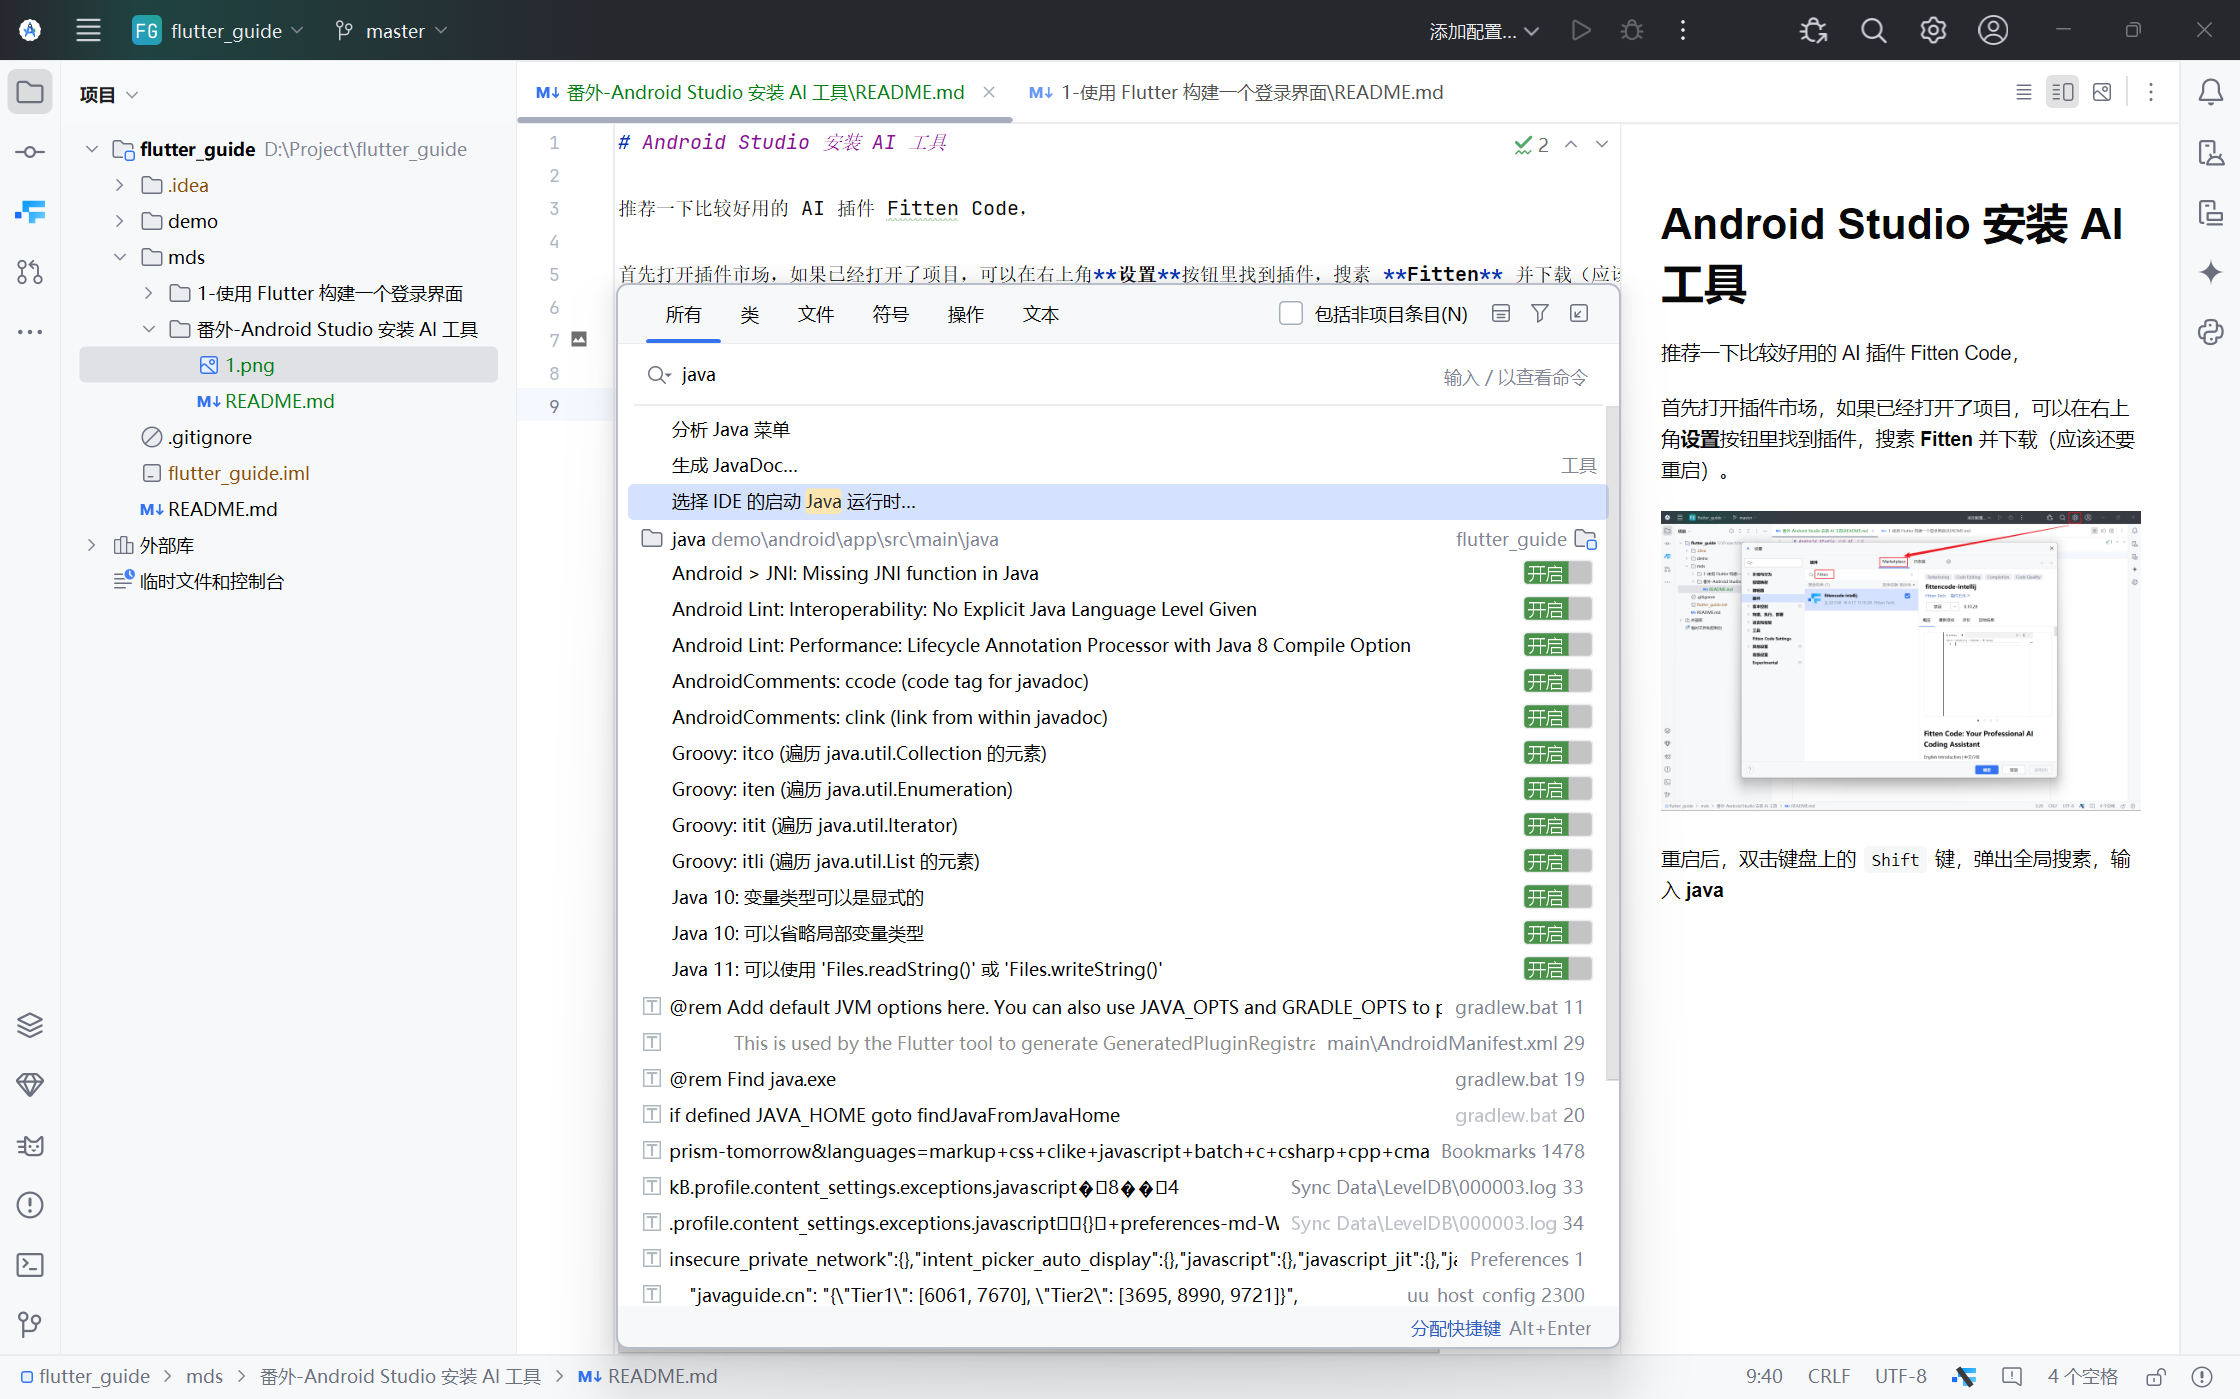 FG flutter_guide master 添加配置...
项目
flutter_guide D:\Project\flutter_guide
.idea
demo
mds
1-使用 Flutter 构建一个登录界面
番外-Android Studio 安装 AI 工具
1.png
M↓ README.md
.gitignore
flutter_guide.iml
M↓ README.md
外部库
临时文件和控制台
M↓ 番外-Android Studio 安装 AI 工具\README.md
M↓ 1-使用 Flutter 构建一个登录界面\README.md
1 # Android Studio 安装 AI 工具
2
3 推荐一下比较好用的 AI 插件 Fitten Code，
4
5 首先打开插件市场，如果已经打开了项目，可以在右上角**设置**按钮里找到插件，搜素 **Fitten** 并下载（应该
6
7
8
9
2
所有 类 文件 符号 操作 文本 包括非项目条目(N)
java 输入 / 以查看命令
分析 Java 菜单
生成 JavaDoc... 工具
选择 IDE 的启动 Java 运行时...
java demo\android\app\src\main\java flutter_guide
Android > JNI: Missing JNI function in Java 开启
Android Lint: Interoperability: No Explicit Java Language Level Given 开启
Android Lint: Performance: Lifecycle Annotation Processor with Java 8 Compile Option 开启
AndroidComments: ccode (code tag for javadoc) 开启
AndroidComments: clink (link from within javadoc) 开启
Groovy: itco (遍历 java.util.Collection 的元素) 开启
Groovy: iten (遍历 java.util.Enumeration) 开启
Groovy: itit (遍历 java.util.Iterator) 开启
Groovy: itli (遍历 java.util.List 的元素) 开启
Java 10: 变量类型可以是显式的 开启
Java 10: 可以省略局部变量类型 开启
Java 11: 可以使用 'Files.readString()' 或 'Files.writeString()' 开启
@rem Add default JVM options here. You can also use JAVA_OPTS and GRADLE_OPTS to p gradlew.bat 11
This is used by the Flutter tool to generate GeneratedPluginRegistra main\AndroidManifest.xml 29
@rem Find java.exe gradlew.bat 19
if defined JAVA_HOME goto findJavaFromJavaHome gradlew.bat 20
prism-tomorrow&languages=markup+css+clike+javascript+batch+c+csharp+cpp+cma Bookmarks 1478
kB.profile.content_settings.exceptions.javascript�▯8��▯4 Sync Data\LevelDB\000003.log 33
.profile.content_settings.exceptions.javascript▯▯{}▯+preferences-md-W Sync Data\LevelDB\000003.log 34
insecure_private_network":{},"intent_picker_auto_display":{},"javascript":{},"javascript_jit":{},"ja Preferences 1
"javaguide.cn": "{\"Tier1\": [6061, 7670], \"Tier2\": [3695, 8990, 9721]}", uu_host_config 2300
分配快捷键 Alt+Enter
Android Studio 安装 AI
工具
推荐一下比较好用的 AI 插件 Fitten Code，
首先打开插件市场，如果已经打开了项目，可以在右上
角设置按钮里找到插件，搜素 Fitten 并下载（应该还要
重启）。
Marketplace
Fitten
fittencode-intellij
Fitten Code Settings
Experimental
Fitten Code: Your Professional AI
Coding Assistant
重启后，双击键盘上的 Shift 键，弹出全局搜素，输
入 java
flutter_guide > mds > 番外-Android Studio 安装 AI 工具 > M↓ README.md
9:40 CRLF UTF-8 4 个空格